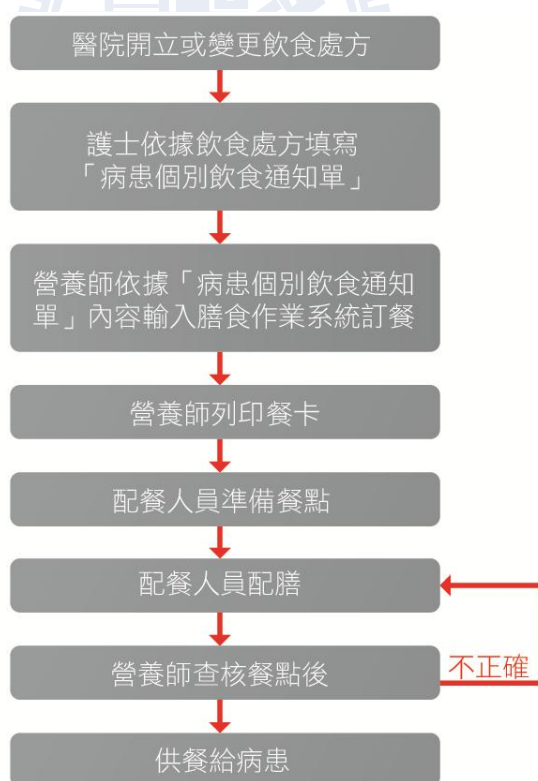 醫院開立或變更飲食處方
護士依據飲食處方填寫
「病患個別飲食通知單」
營養師依據「病患個別飲食通知
單」內容輸入膳食作業系統訂餐
營養師列印餐卡
配餐人員準備餐點
配餐人員配膳
營養師查核餐點後
不正確
供餐給病患